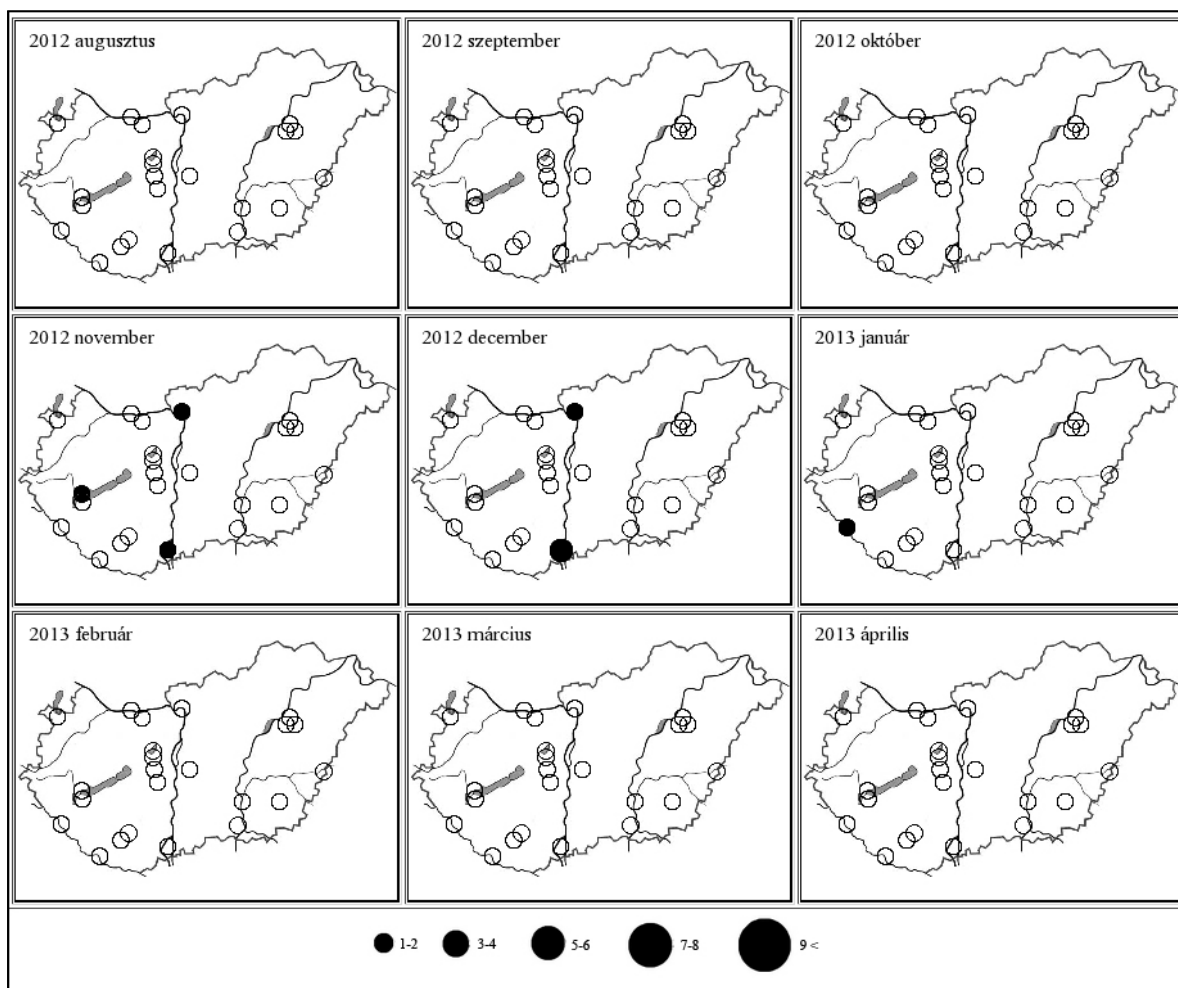 2012 augusztus
2012 szeptember
2012 október
2012 november
2012 december
2013 január
2013 február
2013 március
2013 április
1-2 3-4 5-6 7-8 9 <